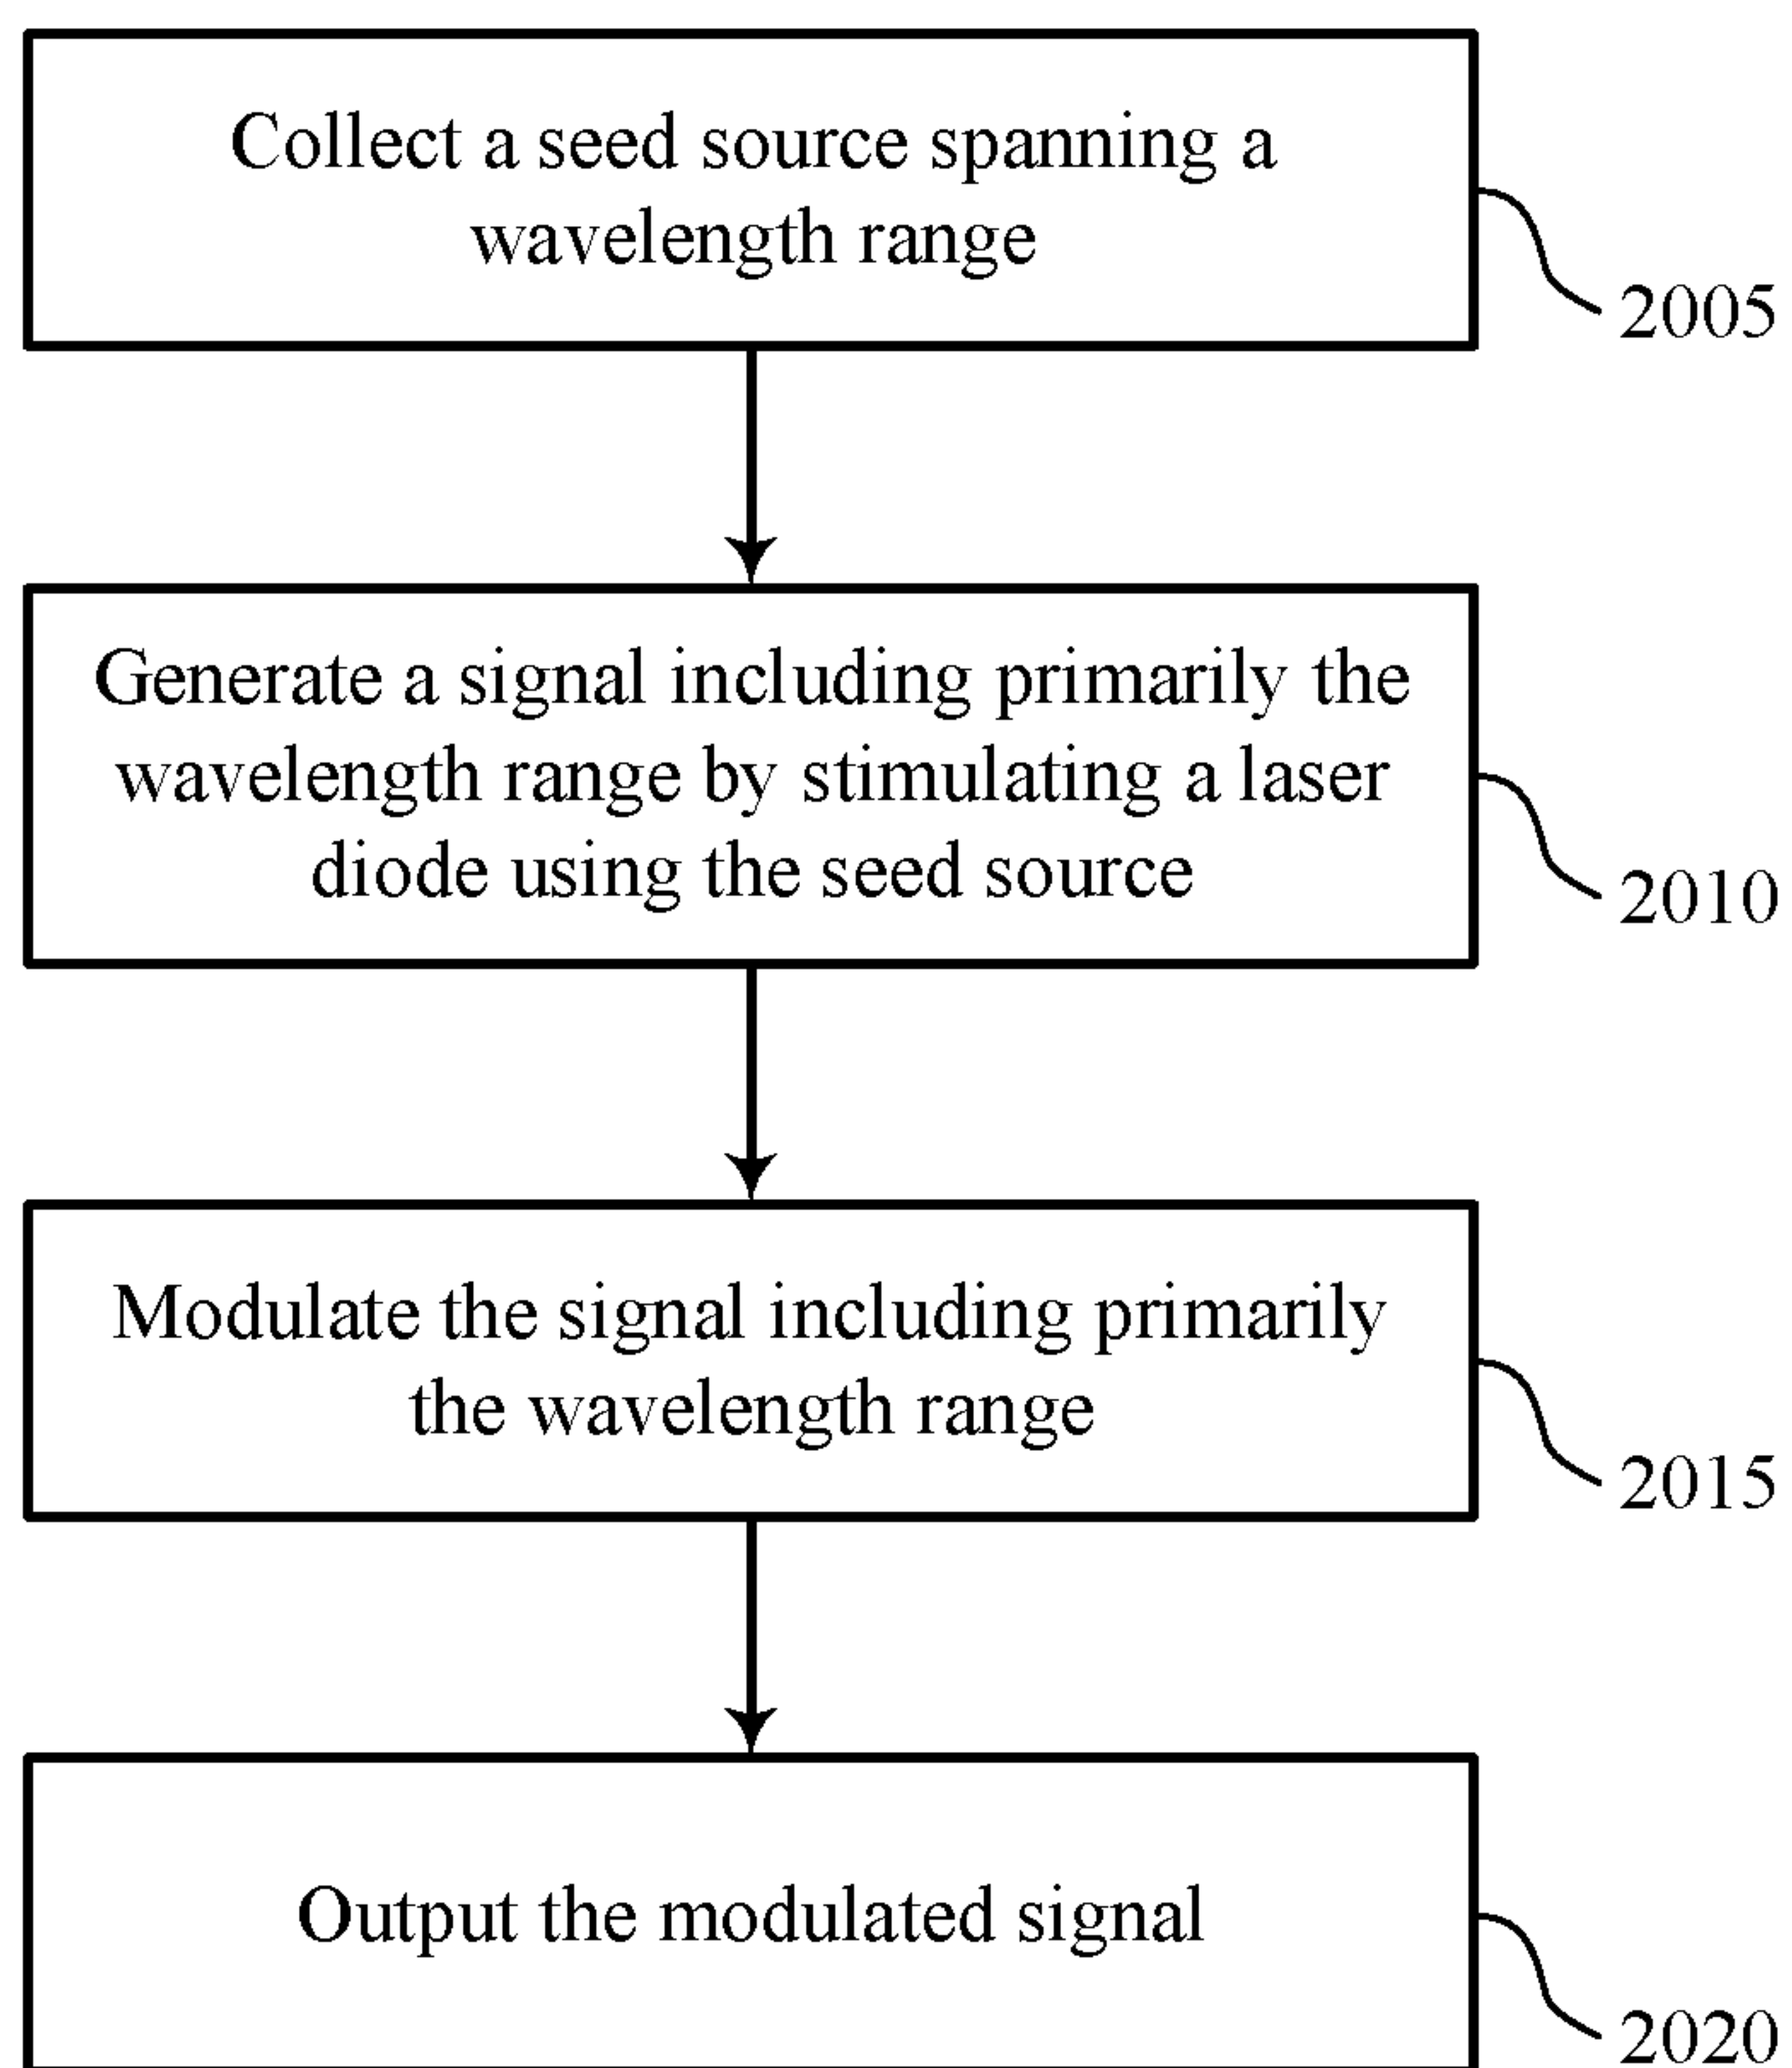 Collect a seed source spanning a
wavelength range
2005
Generate a signal including primarily the
wavelength range by stimulating a laser
diode using the seed source
2010
Modulate the signal including primarily
the wavelength range
2015
Output the modulated signal
2020